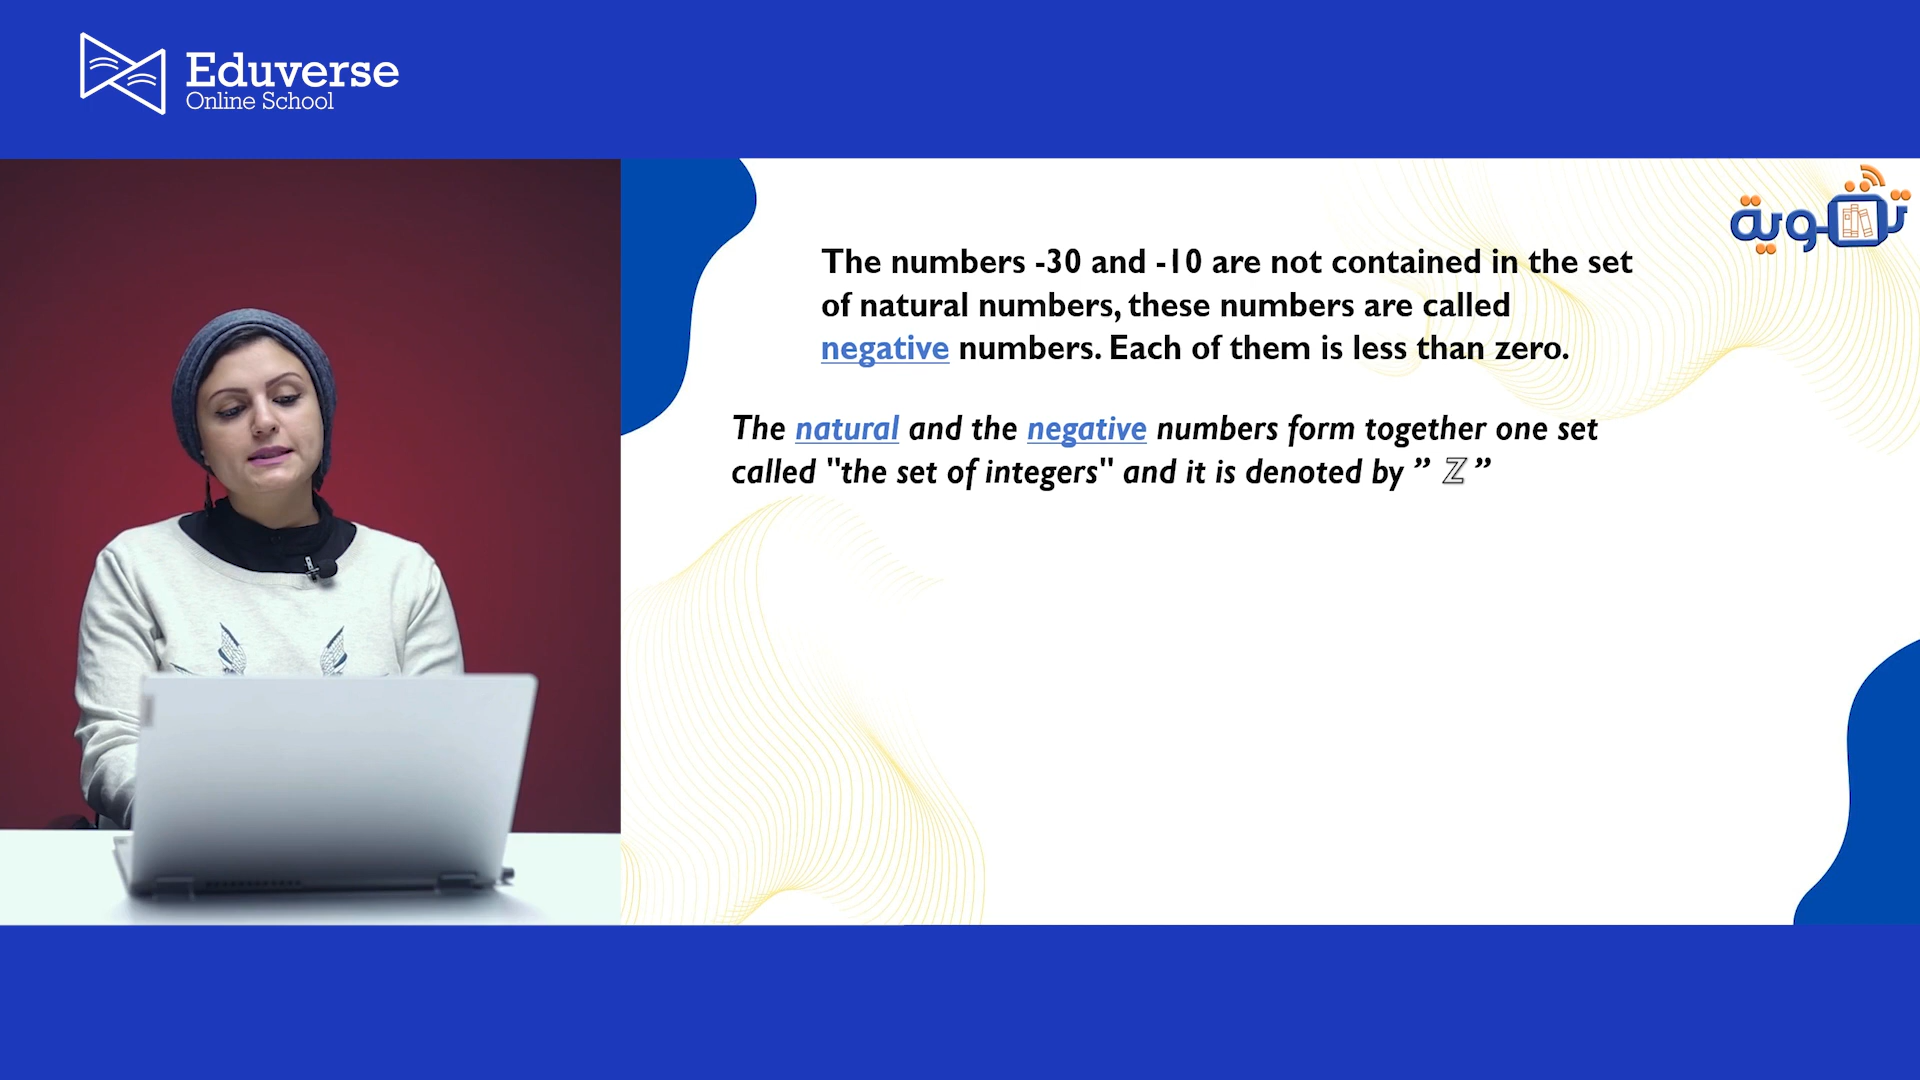 Eduverse
Online School
تقوية
The numbers -30 and -10 are not contained in the set
of natural numbers, these numbers are called
negative numbers. Each of them is less than zero.
The natural and the negative numbers form together one set
called "the set of integers" and it is denoted by ” ℤ ”